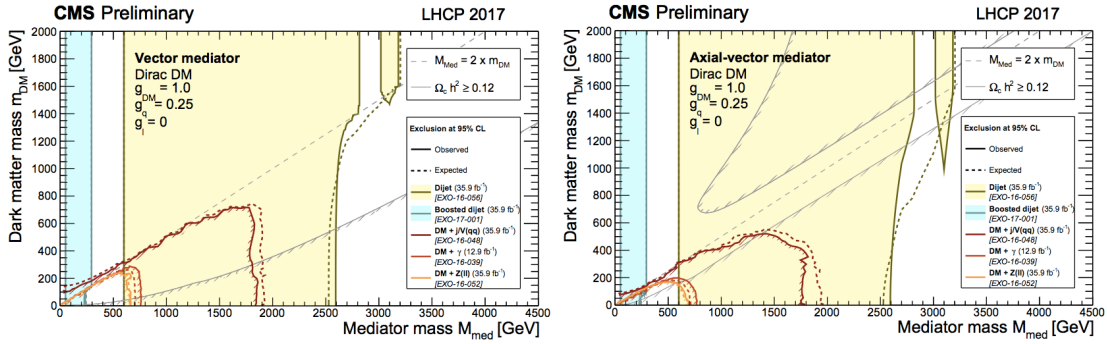 CMS Preliminary LHCP 2017
Dark matter mass m_DM [GeV]
2000
1800
1600
1400
1200
1000
800
600
400
200
0
Vector mediator
Dirac DM
g_DM = 1.0
g_q = 0.25
g_l = 0
M_Med = 2 x m_DM
Ω_c h² ≥ 0.12
Exclusion at 95% CL
Observed
Expected
Dijet (35.9 fb⁻¹)
[EXO-16-056]
Boosted dijet (35.9 fb⁻¹)
[EXO-17-001]
DM + j/V(qq) (35.9 fb⁻¹)
[EXO-16-048]
DM + γ (12.9 fb⁻¹)
[EXO-16-039]
DM + Z(ll) (35.9 fb⁻¹)
[EXO-16-052]
0 500 1000 1500 2000 2500 3000 3500 4000 4500
Mediator mass M_med [GeV]
CMS Preliminary LHCP 2017
Dark matter mass m_DM [GeV]
2000
1800
1600
1400
1200
1000
800
600
400
200
0
Axial-vector mediator
Dirac DM
g_DM = 1.0
g_q = 0.25
g_l = 0
M_Med = 2 x m_DM
Ω_c h² ≥ 0.12
Exclusion at 95% CL
Observed
Expected
Dijet (35.9 fb⁻¹)
[EXO-16-056]
Boosted dijet (35.9 fb⁻¹)
[EXO-17-001]
DM + j/V(qq) (35.9 fb⁻¹)
[EXO-16-048]
DM + γ (12.9 fb⁻¹)
[EXO-16-039]
DM + Z(ll) (35.9 fb⁻¹)
[EXO-16-052]
0 500 1000 1500 2000 2500 3000 3500 4000 4500
Mediator mass M_med [GeV]